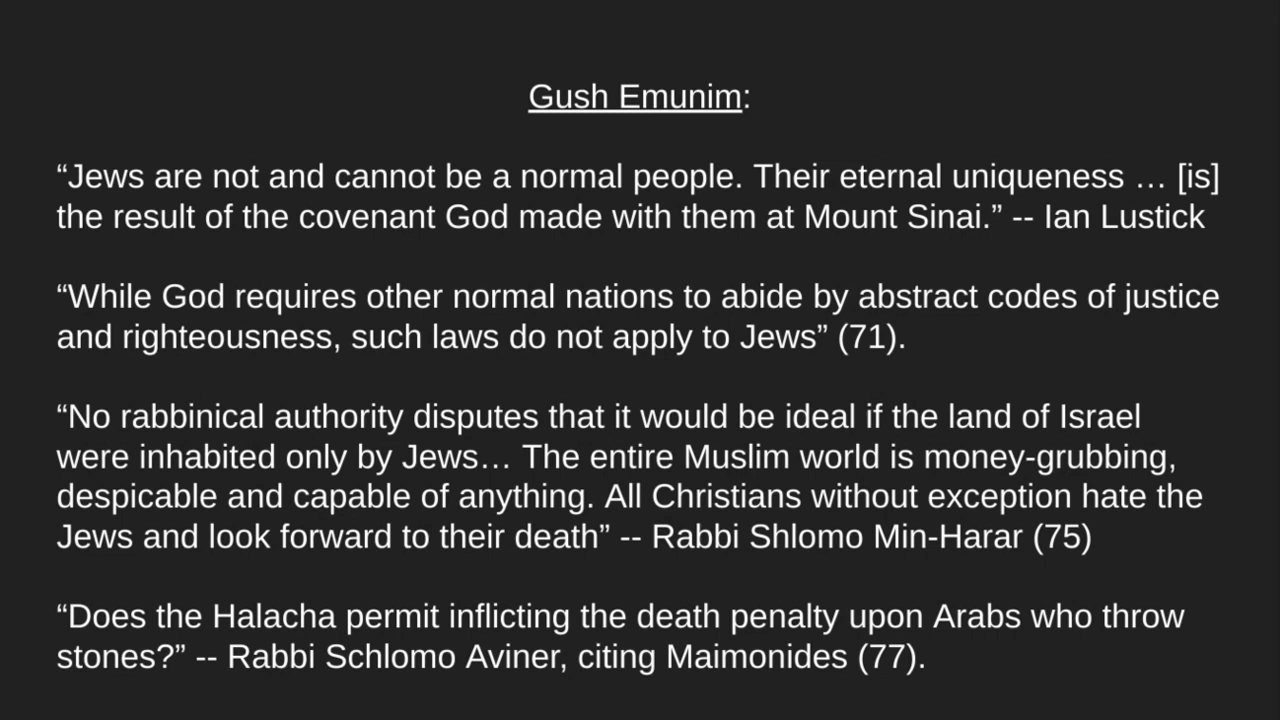 Gush Emunim:
“Jews are not and cannot be a normal people. Their eternal uniqueness … [is]
the result of the covenant God made with them at Mount Sinai.” -- Ian Lustick
“While God requires other normal nations to abide by abstract codes of justice
and righteousness, such laws do not apply to Jews” (71).
“No rabbinical authority disputes that it would be ideal if the land of Israel
were inhabited only by Jews… The entire Muslim world is money-grubbing,
despicable and capable of anything. All Christians without exception hate the
Jews and look forward to their death” -- Rabbi Shlomo Min-Harar (75)
“Does the Halacha permit inflicting the death penalty upon Arabs who throw
stones?” -- Rabbi Schlomo Aviner, citing Maimonides (77).